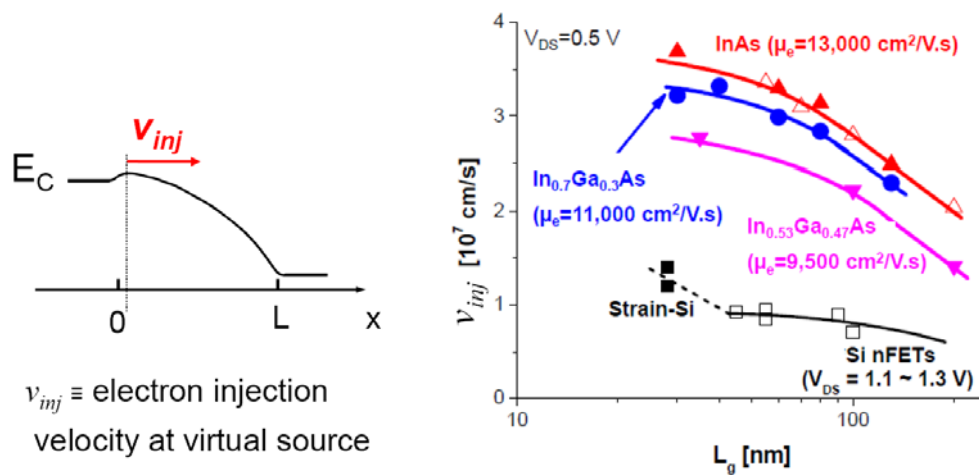 v_inj
E_C
0
L
x
v_inj ≡ electron injection
velocity at virtual source
V_DS=0.5 V
InAs (μ_e=13,000 cm²/V.s)
In_0.7Ga_0.3As
(μ_e=11,000 cm²/V.s)
In_0.53Ga_0.47As
(μ_e=9,500 cm²/V.s)
Strain-Si
Si nFETs
(V_DS = 1.1 ~ 1.3 V)
v_inj [10⁷ cm/s]
4
3
2
1
0
10
100
L_g [nm]